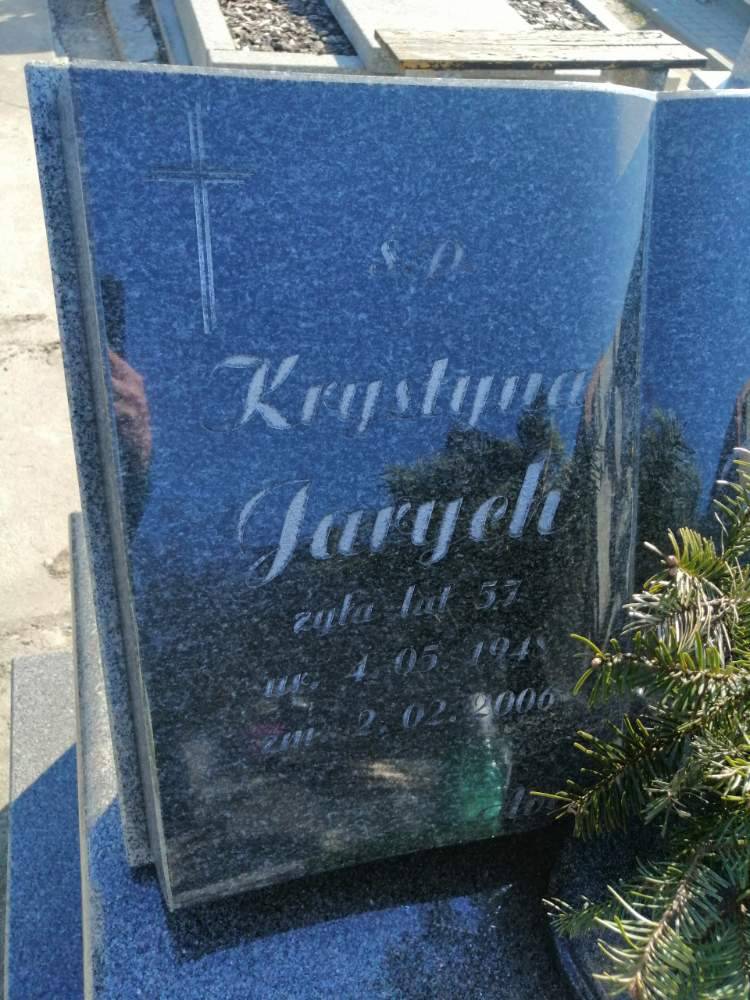 Ś.P.
Krystyna
Jarych
żyła lat 57
ur. 4. 05. 1948
zm. 2. 02. 2006